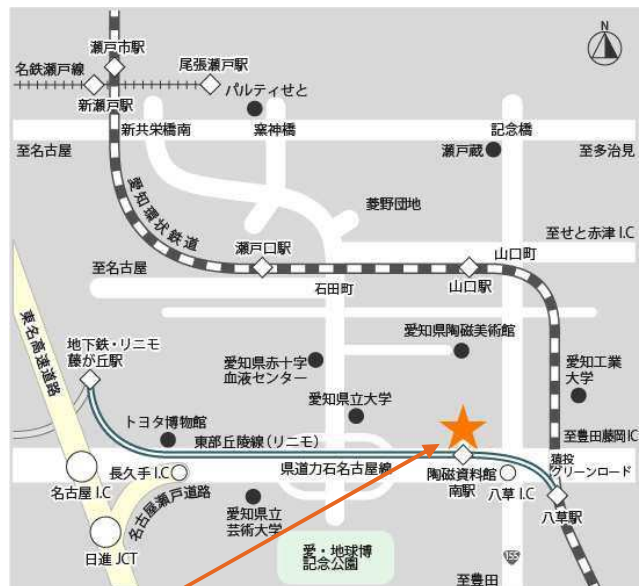 瀬戸市駅
N
名鉄瀬戸線
尾張瀬戸駅
新瀬戸駅
パルティせと
新共栄橋南
窯神橋
記念橋
至名古屋
瀬戸蔵
至多治見
愛知環状鉄道
菱野団地
瀬戸口駅
山口町
至せと赤津I.C
至名古屋
石田町
山口駅
東名高速道路
地下鉄・リニモ
藤が丘駅
愛知県陶磁美術館
愛知県赤十字
血液センター
愛知工業
大学
愛知県立大学
トヨタ博物館
東部丘陵線(リニモ)
至豊田藤岡IC
猿投
グリーンロード
長久手I.C
県道力石名古屋線
陶磁資料館
南駅
八草I.C
名古屋I.C
名古屋瀬戸道路
八草駅
愛知県立
芸術大学
日進JCT
愛・地球博
記念公園
155
至豊田